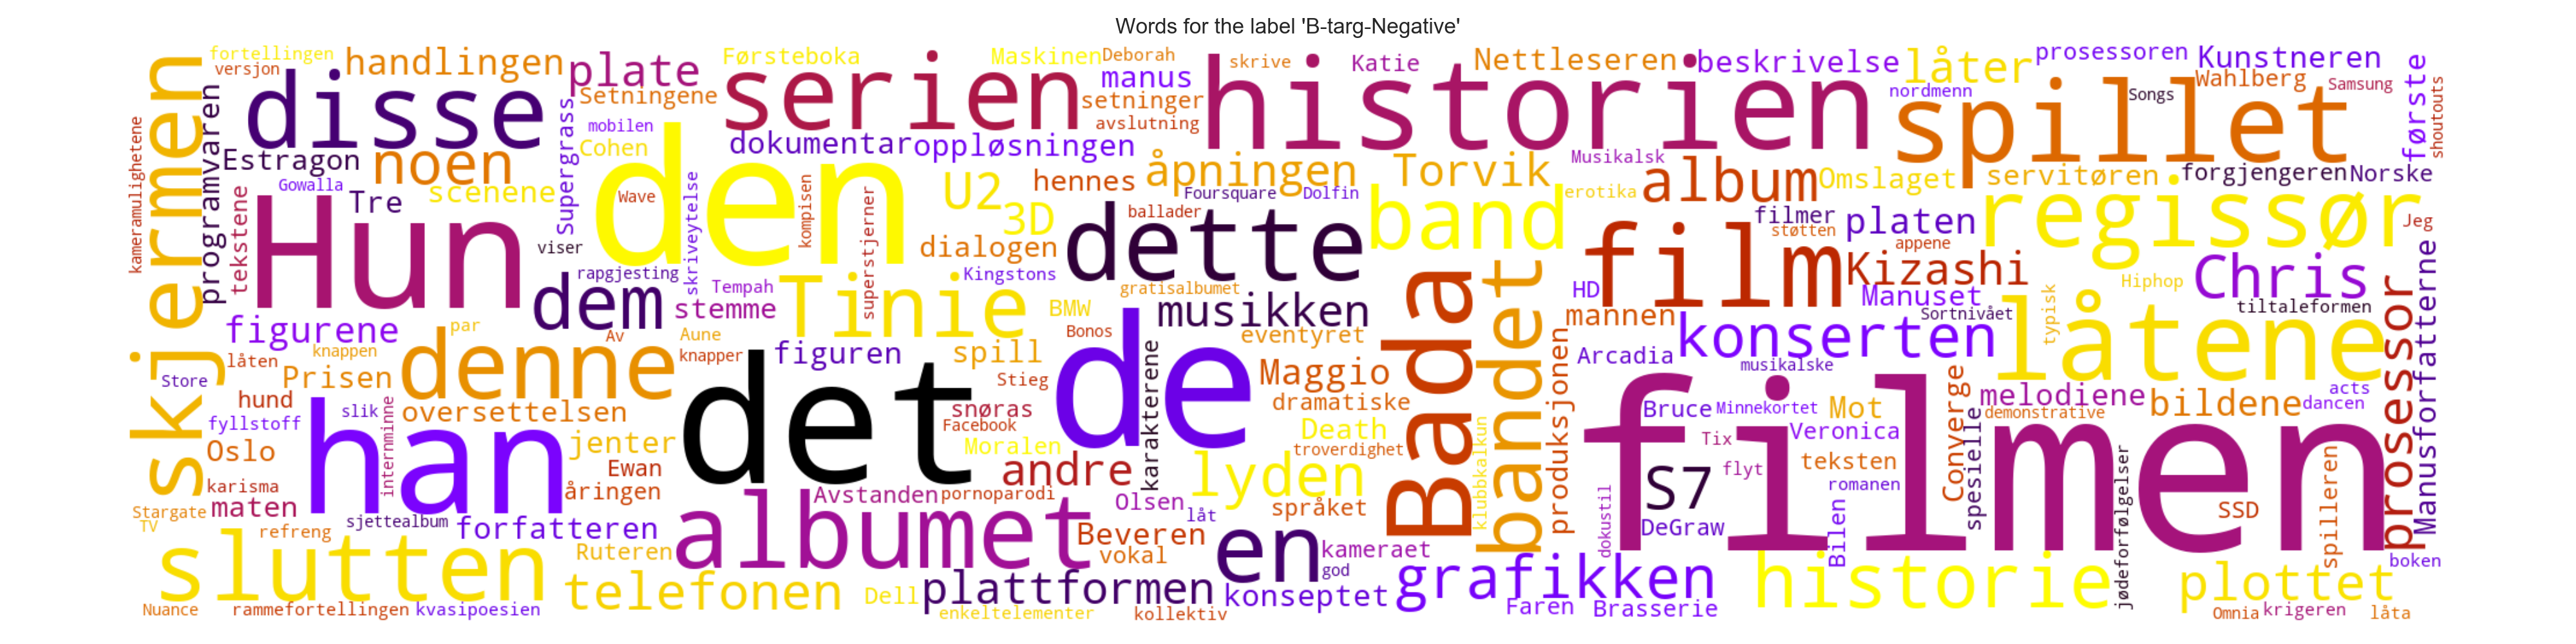 Words for the label 'B-targ-Negative'
fortellingen
versjon
handlingen
plate
Førsteboka
Maskinen
Deborah
manus
skrive
Katie
Nettleseren
beskrivelse
låter
prosessoren
Kunstneren
Wahlberg
Samsung
nordmenn
Songs
første
shoutouts
skjermen
kameramulighetene
programvaren
tekstene
disse
Setningene
Supergrass
mobilen
Cohen
serien
setninger
avslutning
historien
spillet
dokumentar
oppløsningen
Estragon
noen
Gowalla
Tre
scenene
den
Wave
skriveytelse
kompisen
superstjerner
U2
3D
hennes
åpningen
Torvik
Musikalsk
erotika
album
Omslaget
servitøren
forgjengeren
Norske
Foursquare
Dolfin
ballader
band
filmer
støtten
platen
appene
regissør
Jeg
Hun
viser
dialogen
dette
film
Kizashi
Hiphop
Chris
rapgjesting
dem
Tempah
stemme
Tinie
Kingstons
gratisalbumet
BMW
musikken
Bada
bandet
HD
mannen
Manuset
Sortnivået
typisk
tiltaleformen
Manusforfatterne
figurene
par
Av
Aune
Bonos
eventyret
Arcadia
konserten
låtene
prosessor
låten
knappen
denne
knapper
figuren
spill
de
karakterene
Maggio
produksjonen
musikalske
Store
Prisen
Stieg
dramatiske
hund
slik
oversettelsen
det
snøras
Facebook
Bruce
Minnekortet
Mot
Converge
melodiene
demonstrative
bildene
acts
dancen
fyllstoff
han
internminne
jenter
Moralen
Death
troverdighet
klubbkalkun
Tix
Veronica
filmen
Oslo
Ewan
andre
lyden
flyt
teksten
spesielle
karisma
åringen
Avstanden
pornoparodi
Olsen
språket
S7
romanen
jødeforfølgelser
spilleren
SSD
Stargate
maten
TV
refreng
sjettealbum
forfatteren
albumet
låt
Beveren
vokal
en
dokustil
DeGraw
Bilen
slutten
Ruteren
kameraet
god
grafikken
historie
plottet
boken
telefonen
Dell
plattformen
konseptet
Nuance
rammefortellingen
kvasipoesien
enkeltelementer
kollektiv
Faren
Brasserie
Omnia
krigeren
låta